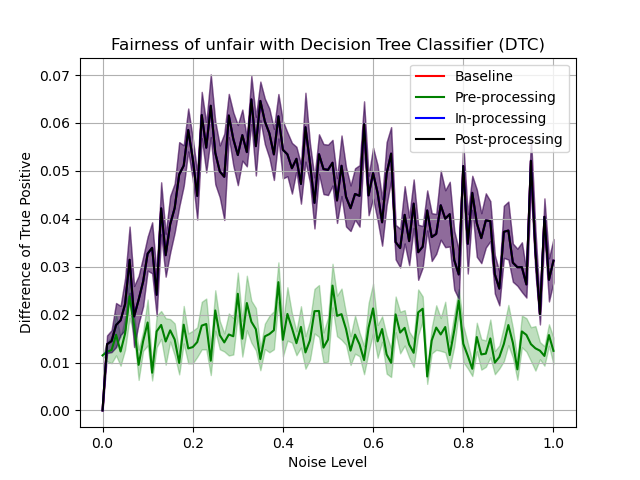 Fairness of unfair with Decision Tree Classifier (DTC)
Baseline
Pre-processing
In-processing
Post-processing
Difference of True Positive
0.07
0.06
0.05
0.04
0.03
0.02
0.01
0.00
0.0 0.2 0.4 0.6 0.8 1.0
Noise Level